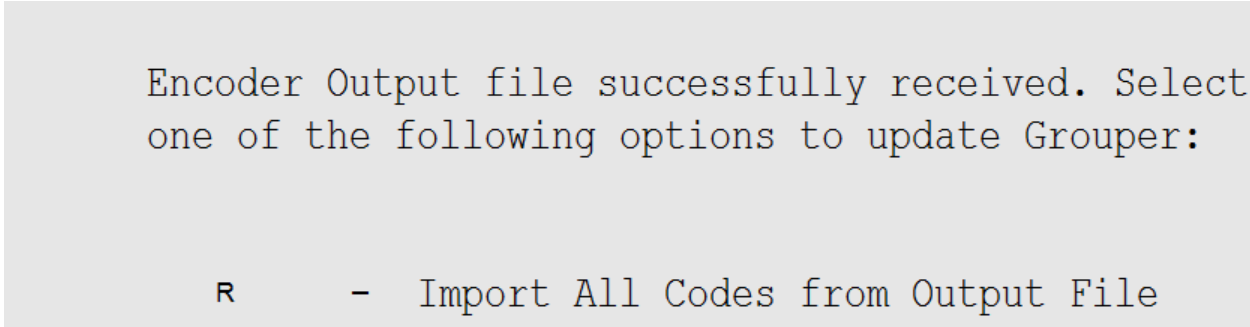 Encoder Output file successfully received. Select
one of the following options to update Grouper:
R - Import All Codes from Output File